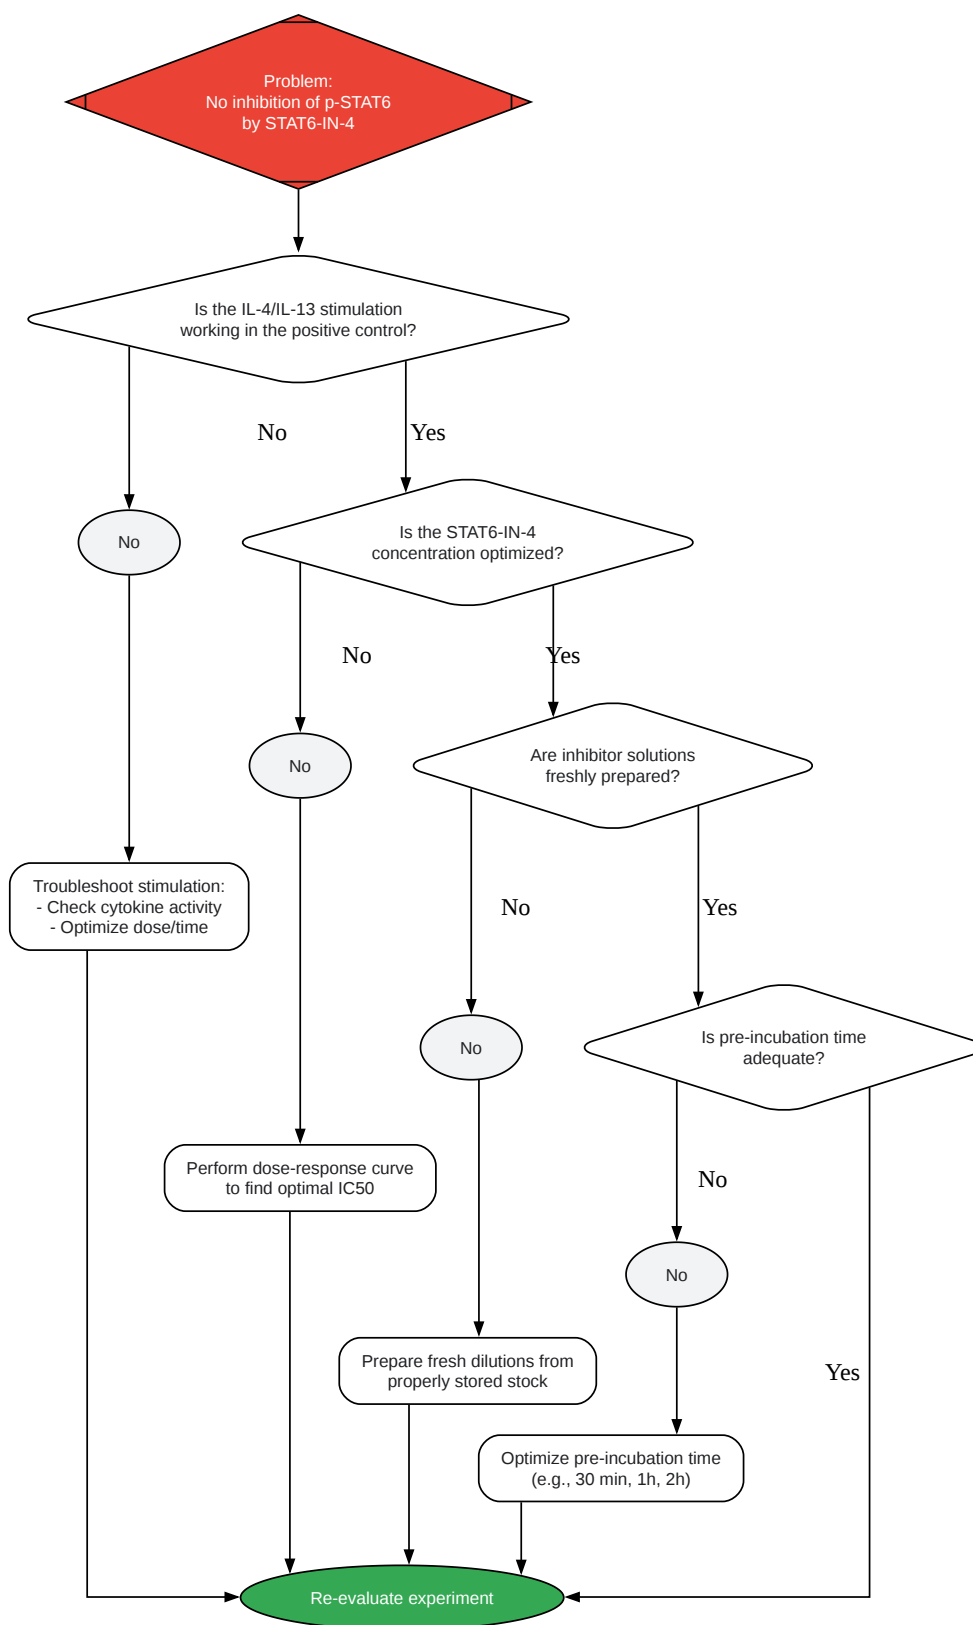 Problem:
No inhibition of p-STAT6
by STAT6-IN-4
Is the IL-4/IL-13 stimulation
working in the positive control?
No
Yes
No
Is the STAT6-IN-4
concentration optimized?
No
Yes
No
Are inhibitor solutions
freshly prepared?
Troubleshoot stimulation:
- Check cytokine activity
- Optimize dose/time
No
Yes
No
Is pre-incubation time
adequate?
Perform dose-response curve
to find optimal IC50
No
No
Prepare fresh dilutions from
properly stored stock
Yes
Optimize pre-incubation time
(e.g., 30 min, 1h, 2h)
Re-evaluate experiment